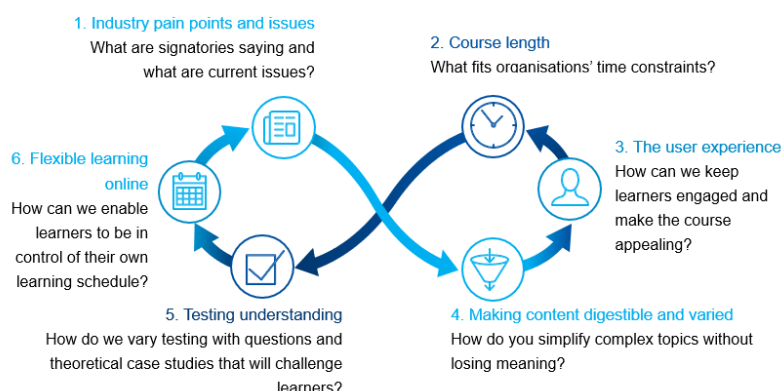 1. Industry pain points and issues
What are signatories saying and
what are current issues?
2. Course length
What fits organisations' time constraints?
3. The user experience
How can we keep
learners engaged and
make the course
appealing?
4. Making content digestible and varied
How do you simplify complex topics without
losing meaning?
5. Testing understanding
How do we vary testing with questions and
theoretical case studies that will challenge
learners?
6. Flexible learning
online
How can we enable
learners to be in
control of their own
learning schedule?